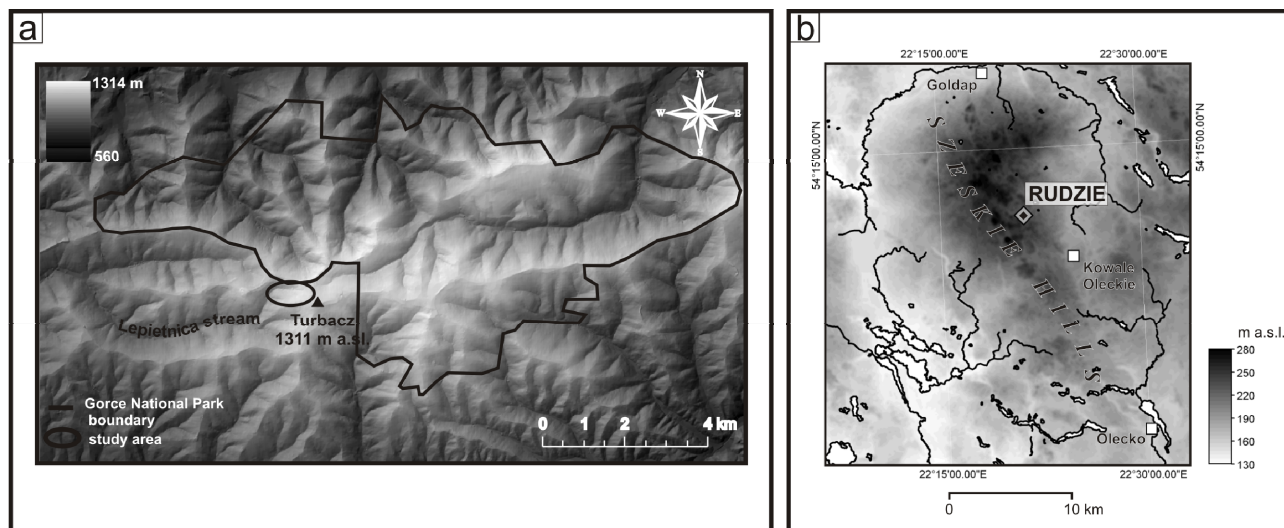 a
1314 m
560
N
W
E
S
Lepietnica stream
Turbacz
1311 m a.s.l.
Gorce National Park
boundary
study area
0 1 2 4 km
b
22°15'00.00"E
22°30'00.00"E
Goldap
54°15'00.00"N
54°15'00.00"N
SZESKIE HILLS
RUDZIE
Kowale
Oleckie
m a.s.l.
280
250
220
190
160
130
Olecko
22°15'00.00"E
22°30'00.00"E
0 10 km